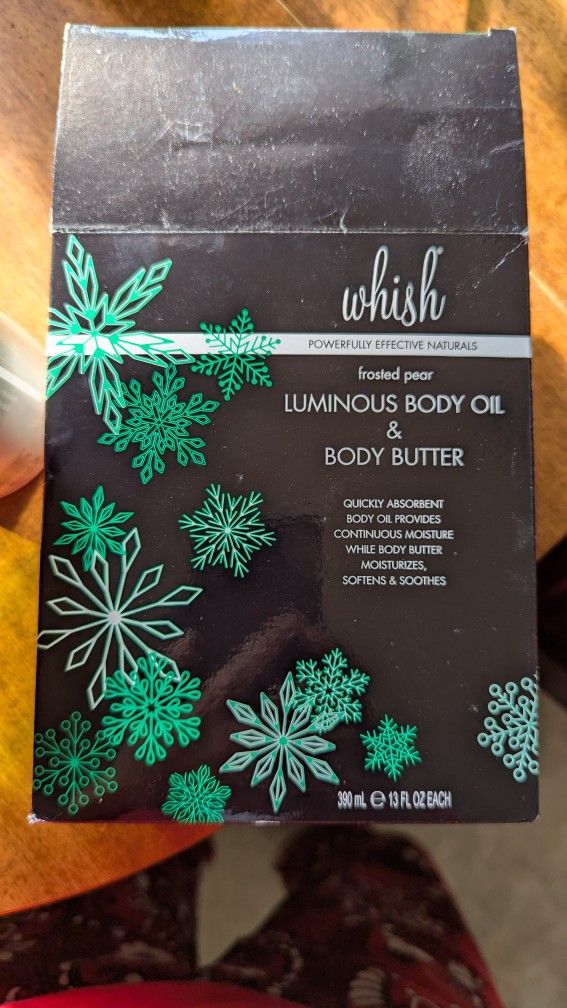 whish®
POWERFULLY EFFECTIVE NATURALS
frosted pear
LUMINOUS BODY OIL
&
BODY BUTTER
QUICKLY ABSORBENT
BODY OIL PROVIDES
CONTINUOUS MOISTURE
WHILE BODY BUTTER
MOISTURIZES,
SOFTENS & SOOTHES
390 mL ℮ 13 FL OZ EACH